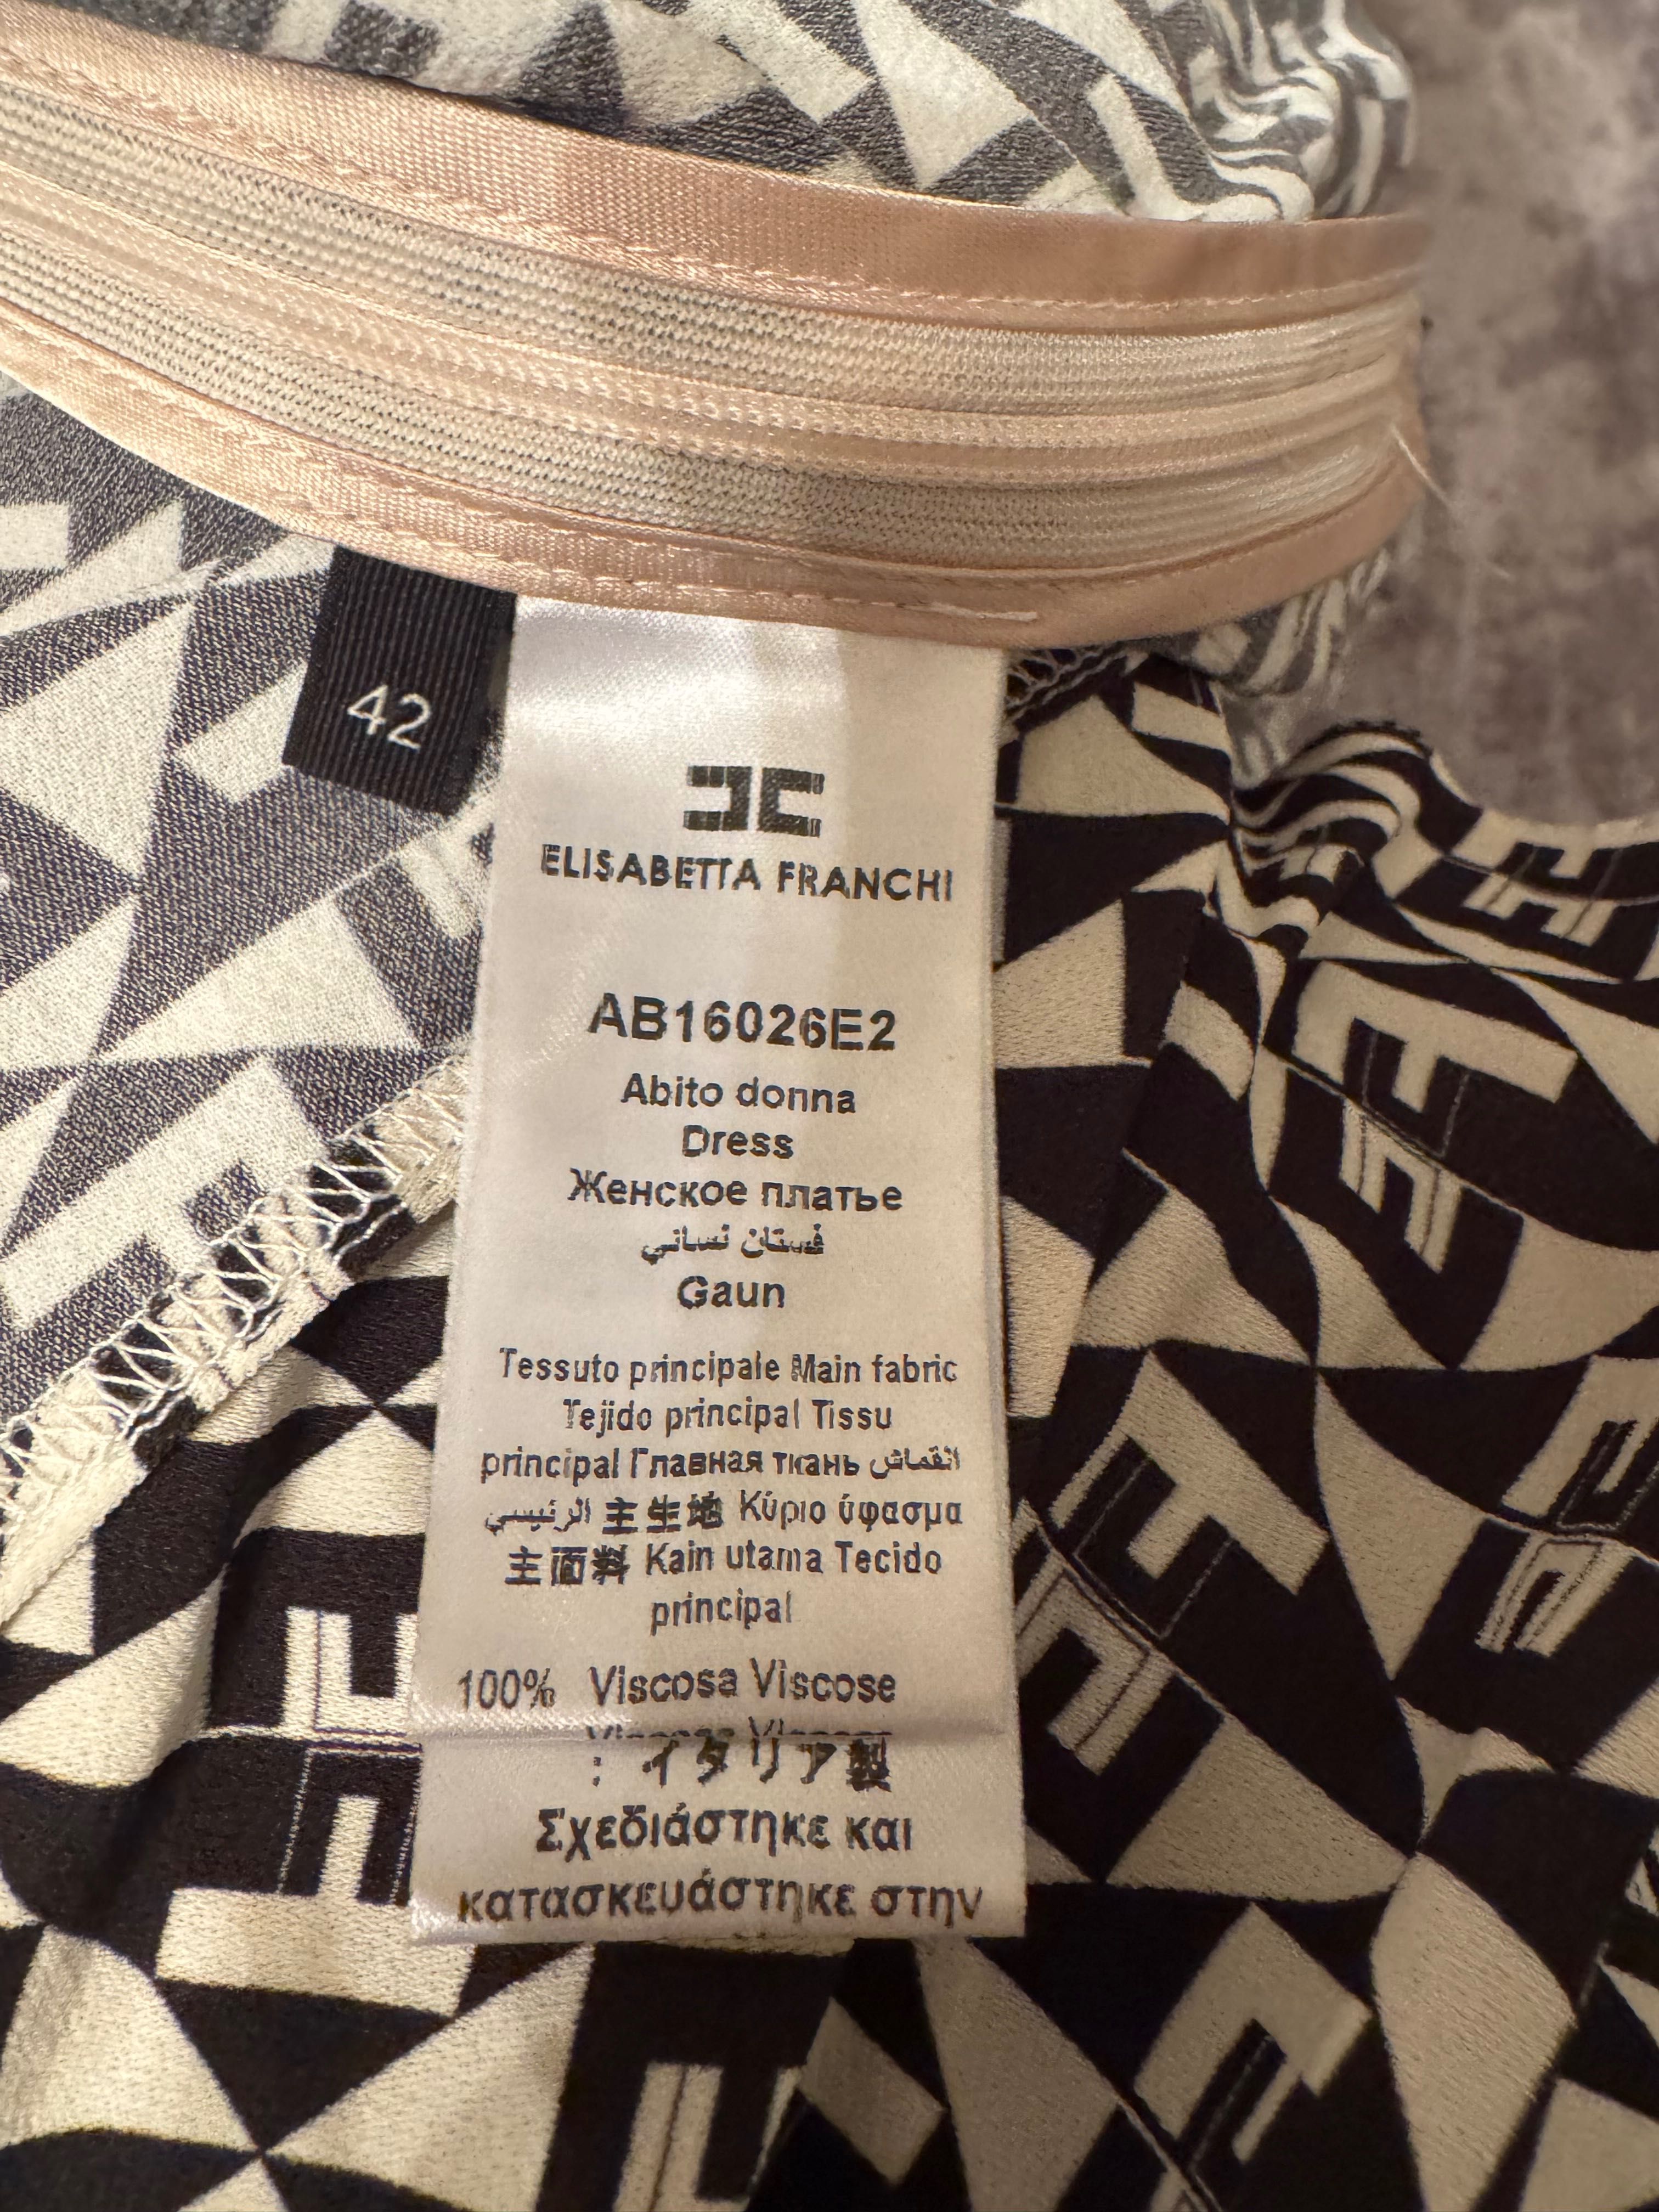 42
ELISABETTA FRANCHI
AB16026E2
Abito donna
Dress
Женское платье
فستان نسائي
Gaun
Tessuto principale Main fabric
Tejido principal Tissu
principal Главная ткань القماش
الرئيسي 主生地 Κύριο ύφασμα
主面料 Kain utama Tecido
principal
100% Viscosa Viscose
: イタリア製
Σχεδιάστηκε και
κατασκευάστηκε στην